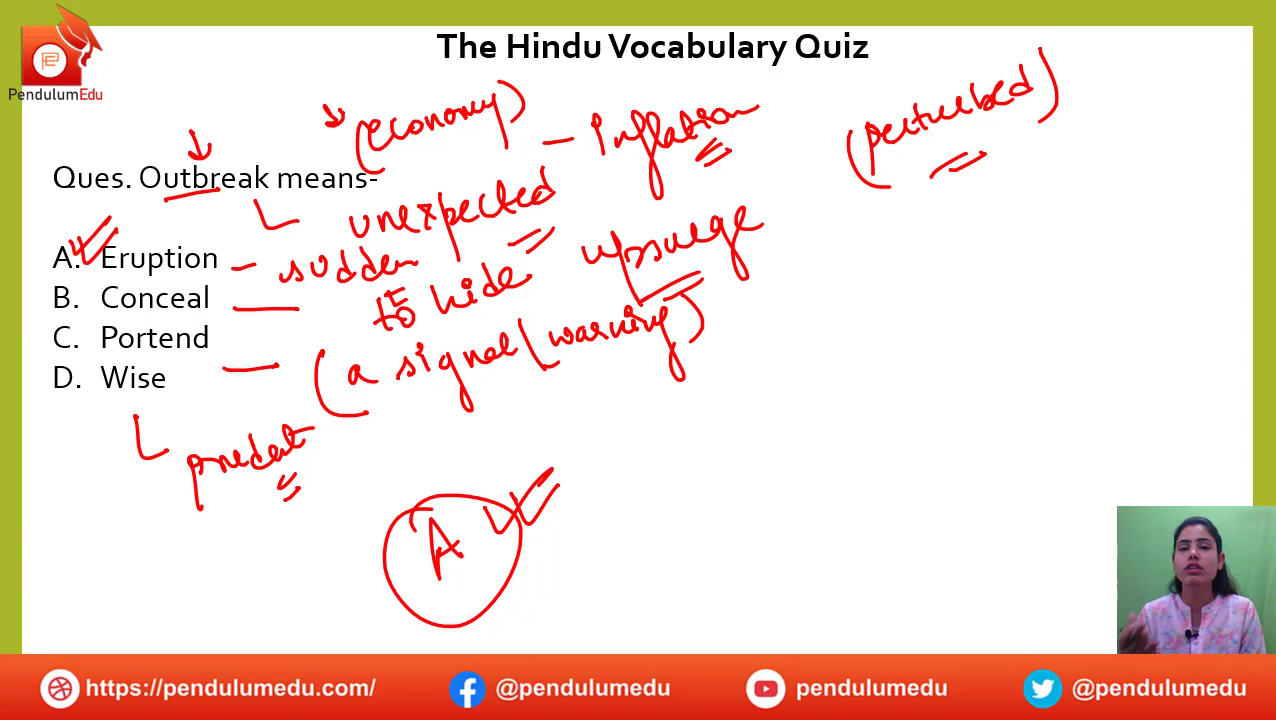 The Hindu Vocabulary Quiz
PendulumEdu
(economy) - Inflation
(perturbed)
Ques. Outbreak means-
unexpected
A. Eruption - sudden upsurge
B. Conceal - to hide
C. Portend - (a signal (warning)
D. Wise
A
https://pendulumedu.com/
@pendulumedu
pendulumedu
@pendulumedu